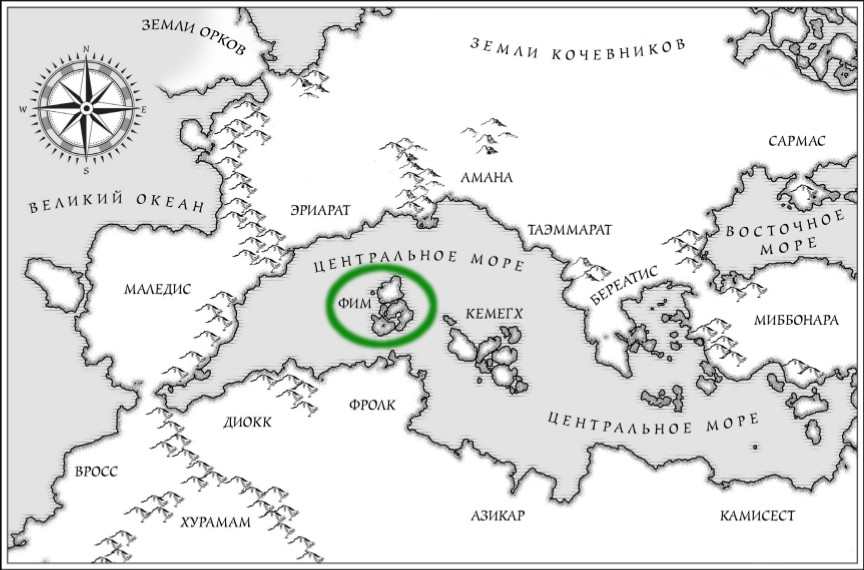 ЗЕМЛИ ОРКОВ
ЗЕМЛИ КОЧЕВНИКОВ
N
W
E
S
САРМАС
АМАНА
ВЕЛИКИЙ ОКЕАН
ЭРИАРАТ
ТАЭММАРАТ
ВОСТОЧНОЕ
МОРЕ
ЦЕНТРАЛЬНОЕ МОРЕ
БЕРЕАТИС
МАЛЕДИС
ФИМ
КЕМЕГХ
МИББОНАРА
ФРОЛК
ДИОКК
ЦЕНТРАЛЬНОЕ МОРЕ
ВРОСС
ХУРАМАМ
АЗИКАР
КАМИСЕСТ